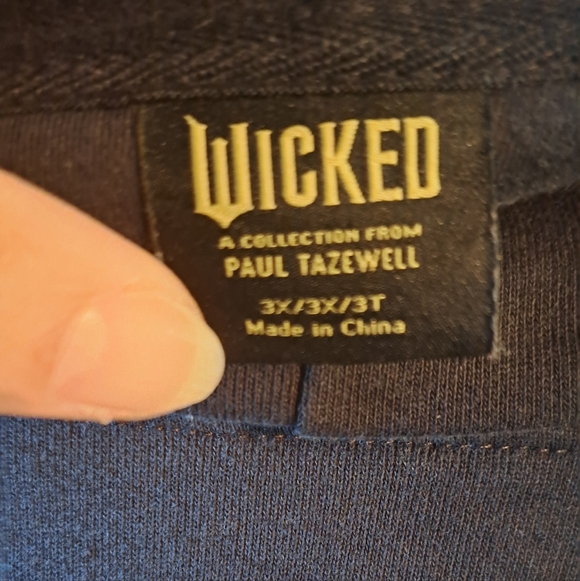 WICKED
A COLLECTION FROM
PAUL TAZEWELL
3X/3X/3T
Made in China